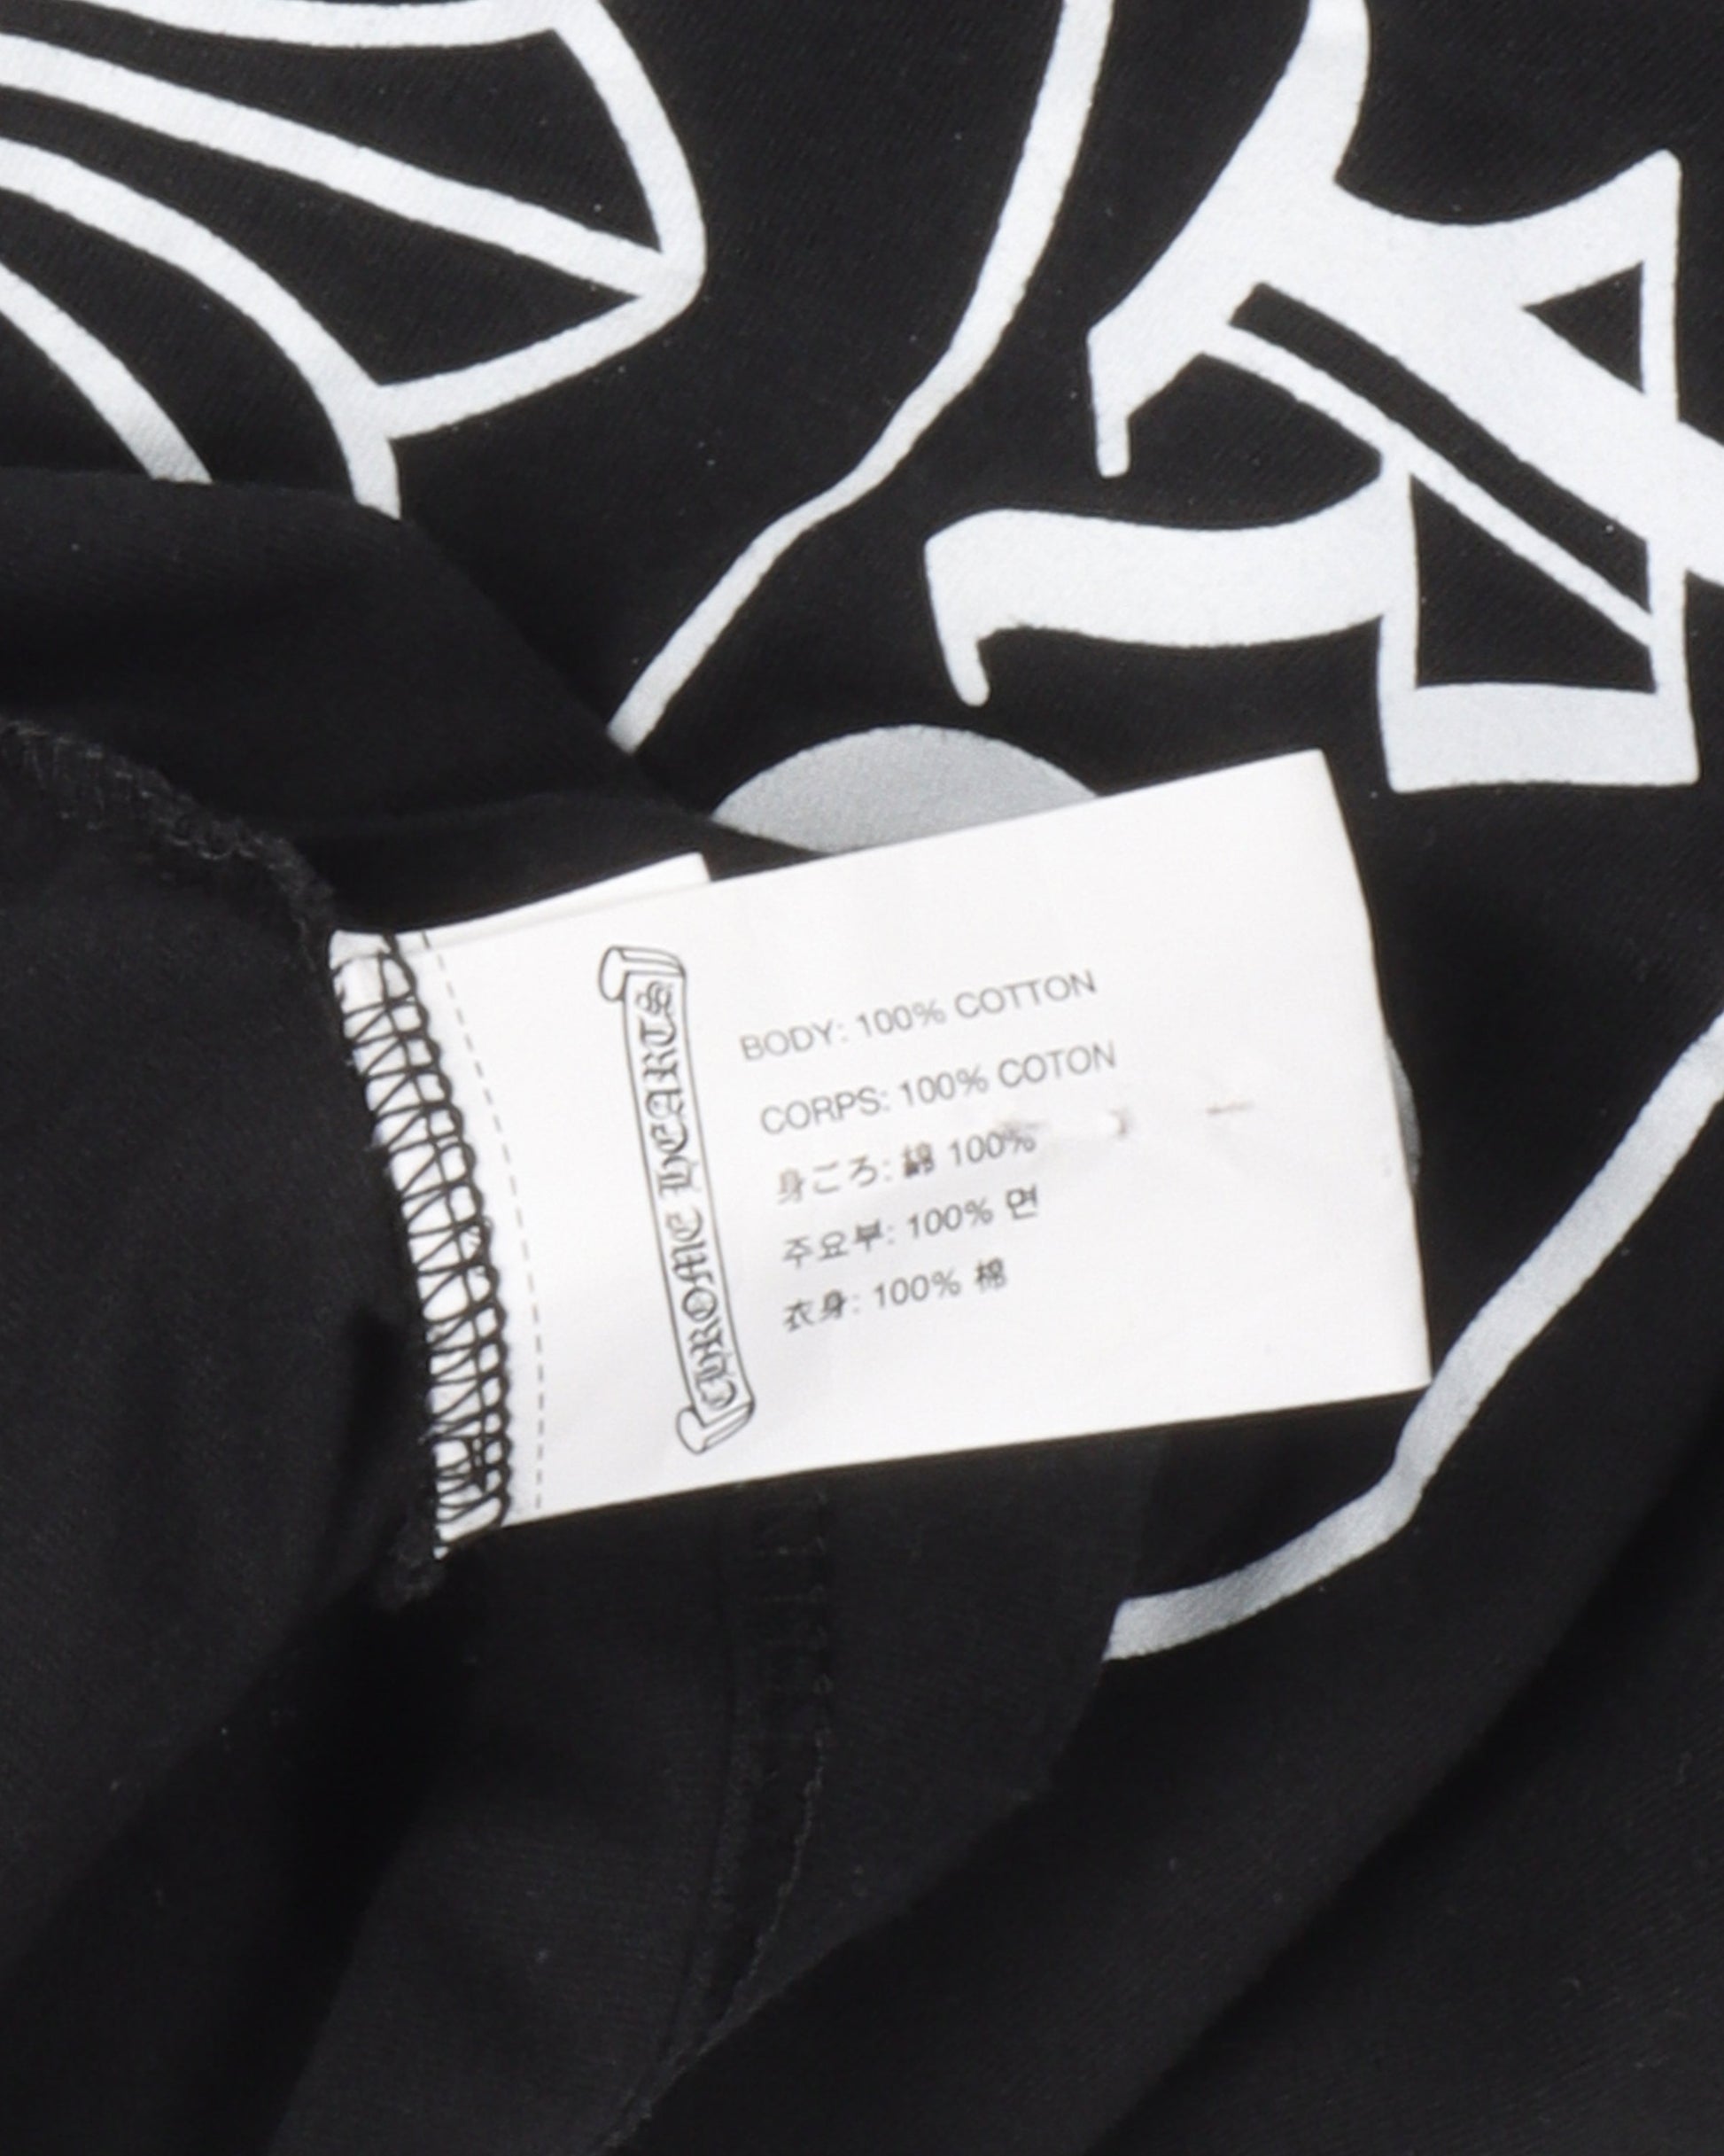 CHROME HEARTS
BODY: 100% COTTON
CORPS: 100% COTON
身ごろ: 綿 100%
주요부: 100% 면
衣身: 100% 棉